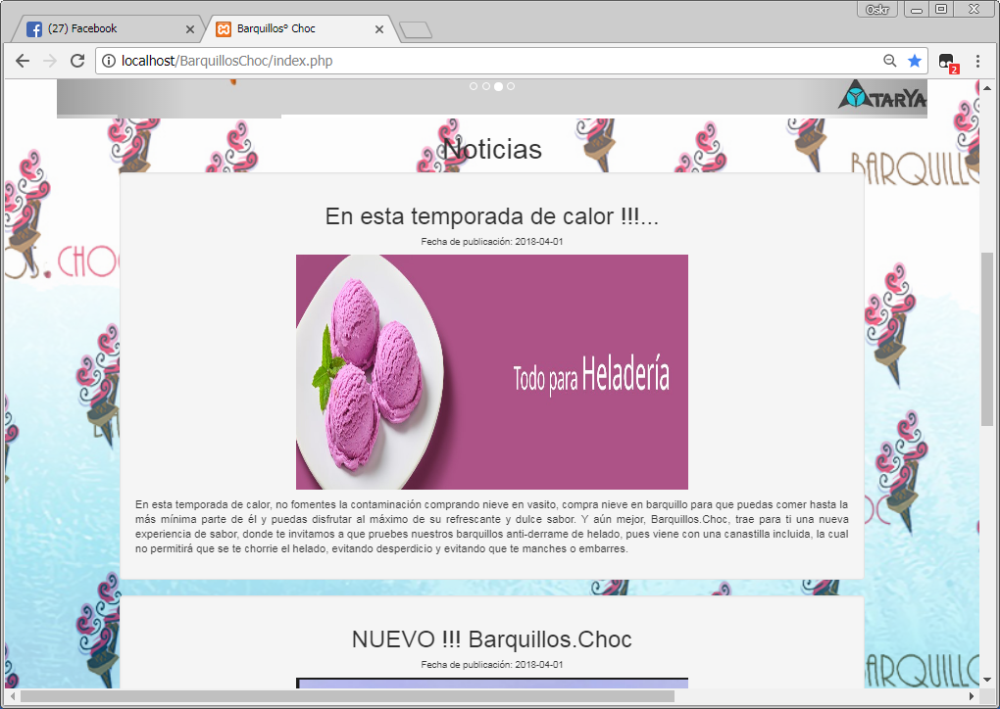 Oskr
(27) Facebook
Barquillos° Choc
localhost/BarquillosChoc/index.php
2
ATARYA
Noticias
BARQUILLO
En esta temporada de calor !!!...
Fecha de publicación: 2018-04-01
OS. CHOC
Todo para Heladería
En esta temporada de calor, no fomentes la contaminación comprando nieve en vasito, compra nieve en barquillo para que puedas comer hasta la
más mínima parte de él y puedas disfrutar al máximo de su refrescante y dulce sabor. Y aún mejor, Barquillos.Choc, trae para ti una nueva
experiencia de sabor, donde te invitamos a que pruebes nuestros barquillos anti-derrame de helado, pues viene con una canastilla incluida, la cual
no permitirá que se te chorrie el helado, evitando desperdicio y evitando que te manches o embarres.
NUEVO !!! Barquillos.Choc
Fecha de publicación: 2018-04-01
ARQUILLO